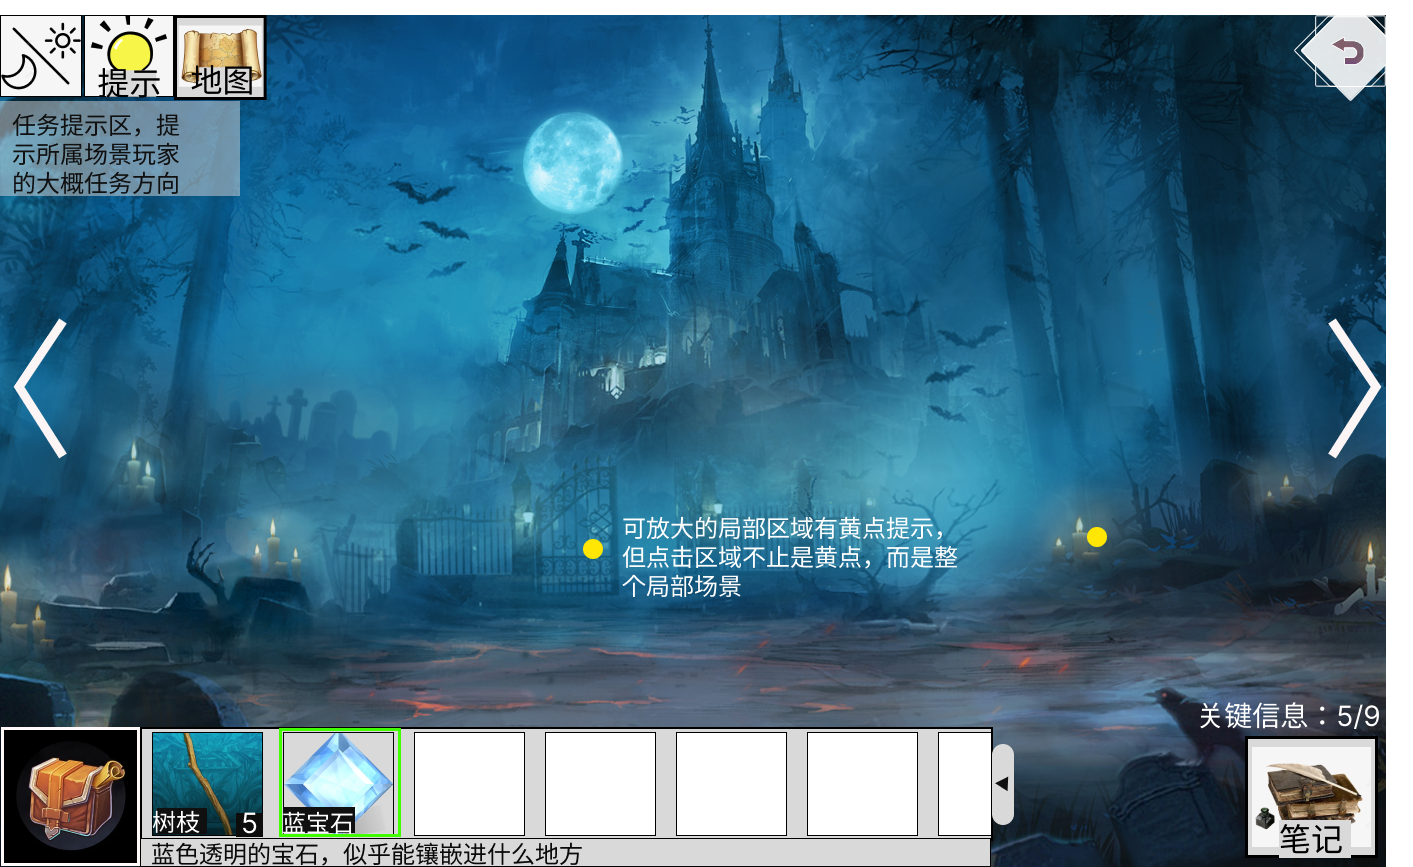 提示
地图
任务提示区，提
示所属场景玩家
的大概任务方向
可放大的局部区域有黄点提示，
但点击区域不止是黄点，而是整
个局部场景
关键信息：5/9
树枝
5
蓝宝石
笔记
蓝色透明的宝石，似乎能镶嵌进什么地方